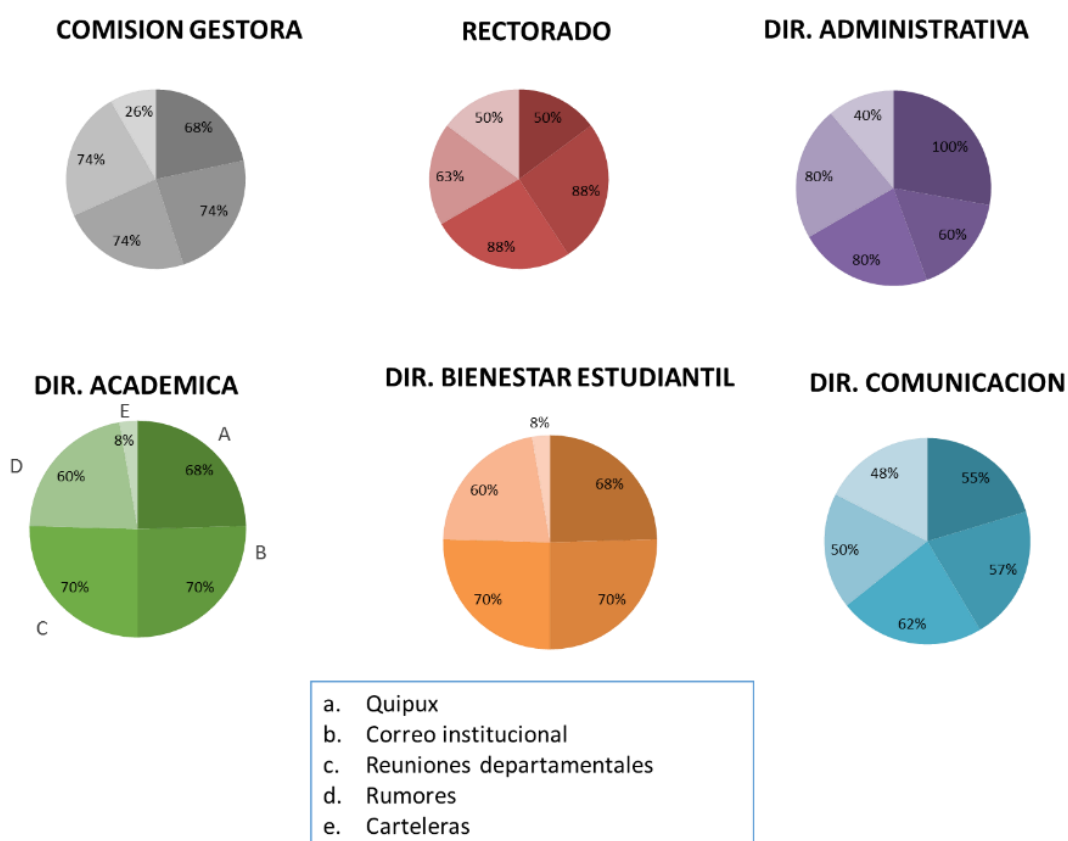 COMISION GESTORA
26%
68%
74%
74%
74%
RECTORADO
50%
50%
63%
88%
88%
DIR. ADMINISTRATIVA
40%
100%
80%
60%
80%
DIR. ACADEMICA
E
A
8%
D
68%
60%
B
70%
70%
C
DIR. BIENESTAR ESTUDIANTIL
8%
68%
60%
70%
70%
DIR. COMUNICACION
48%
55%
50%
57%
62%
a. Quipux
b. Correo institucional
c. Reuniones departamentales
d. Rumores
e. Carteleras